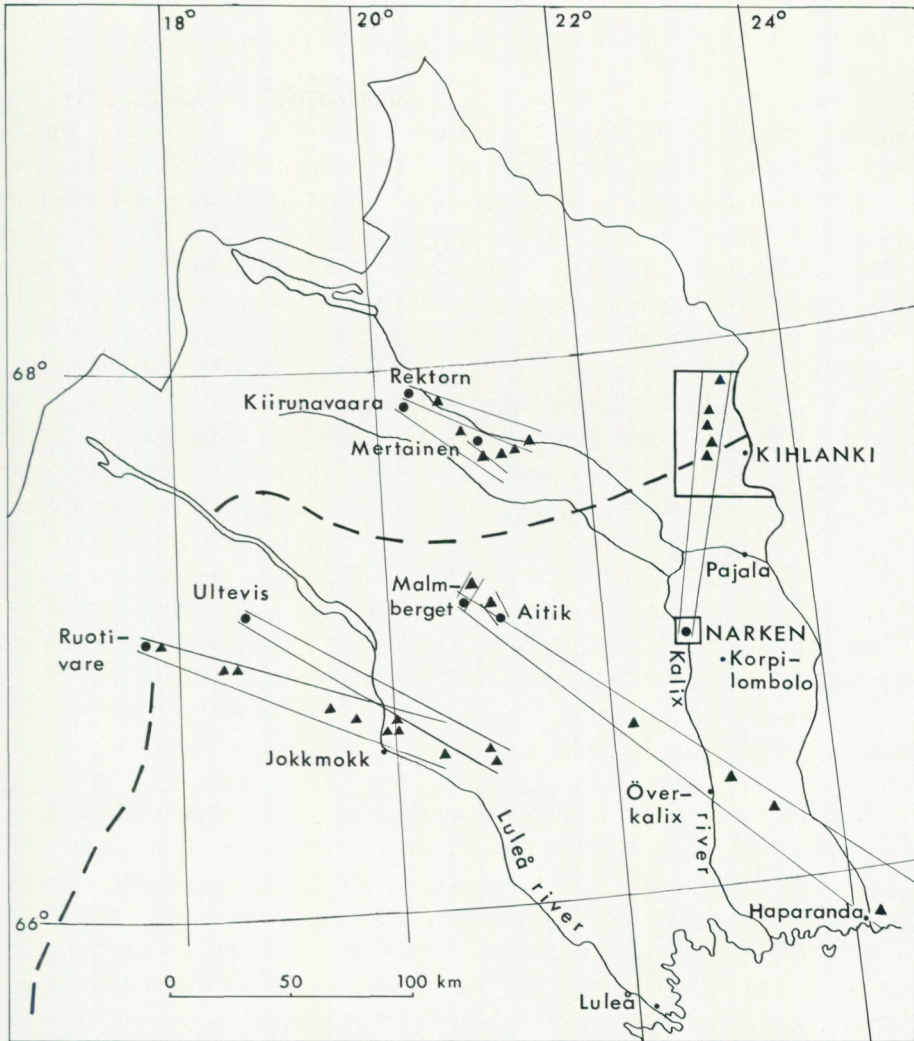 18°
20°
22°
24°
68°
Rektorn
Kiirunavaara
Mertainen
KIHLANKI
Pajala
Ultevis
Malm-
berget
Aitik
Ruoti-
vare
NARKEN
Korpi-
lombolo
Kalix
river
Jokkmokk
Över-
kalix
Luleå river
66°
Haparanda
0 50 100 km
Luleå